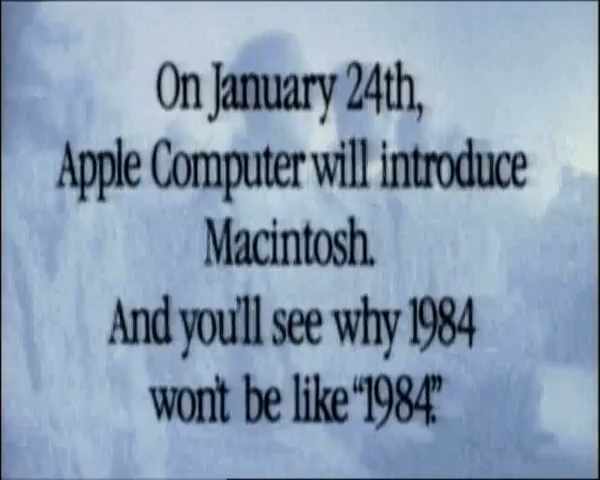 On January 24th,
Apple Computer will introduce
Macintosh.
And you'll see why 1984
won't be like “1984.”